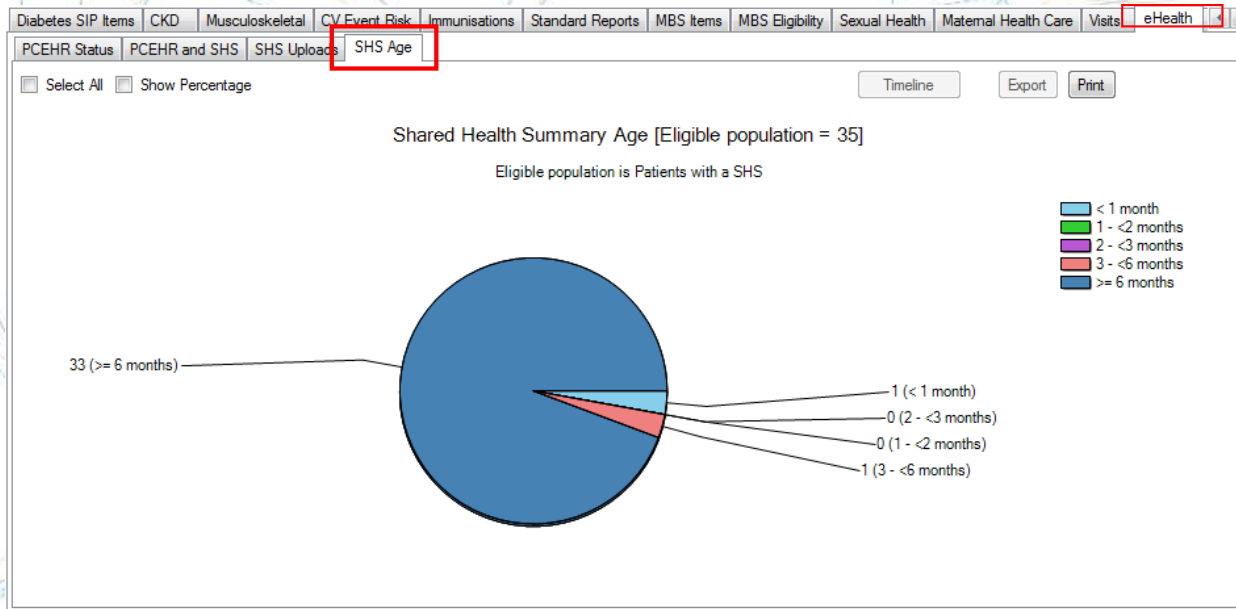 Diabetes SIP Items CKD Musculoskeletal CV Event Risk Immunisations Standard Reports MBS Items MBS Eligibility Sexual Health Maternal Health Care Visits eHealth
PCEHR Status PCEHR and SHS SHS Uploads SHS Age
Select All Show Percentage Timeline Export Print
Shared Health Summary Age [Eligible population = 35]
Eligible population is Patients with a SHS
< 1 month
1 - <2 months
2 - <3 months
3 - <6 months
>= 6 months
33 (>= 6 months)
1 (< 1 month)
0 (2 - <3 months)
0 (1 - <2 months)
1 (3 - <6 months)